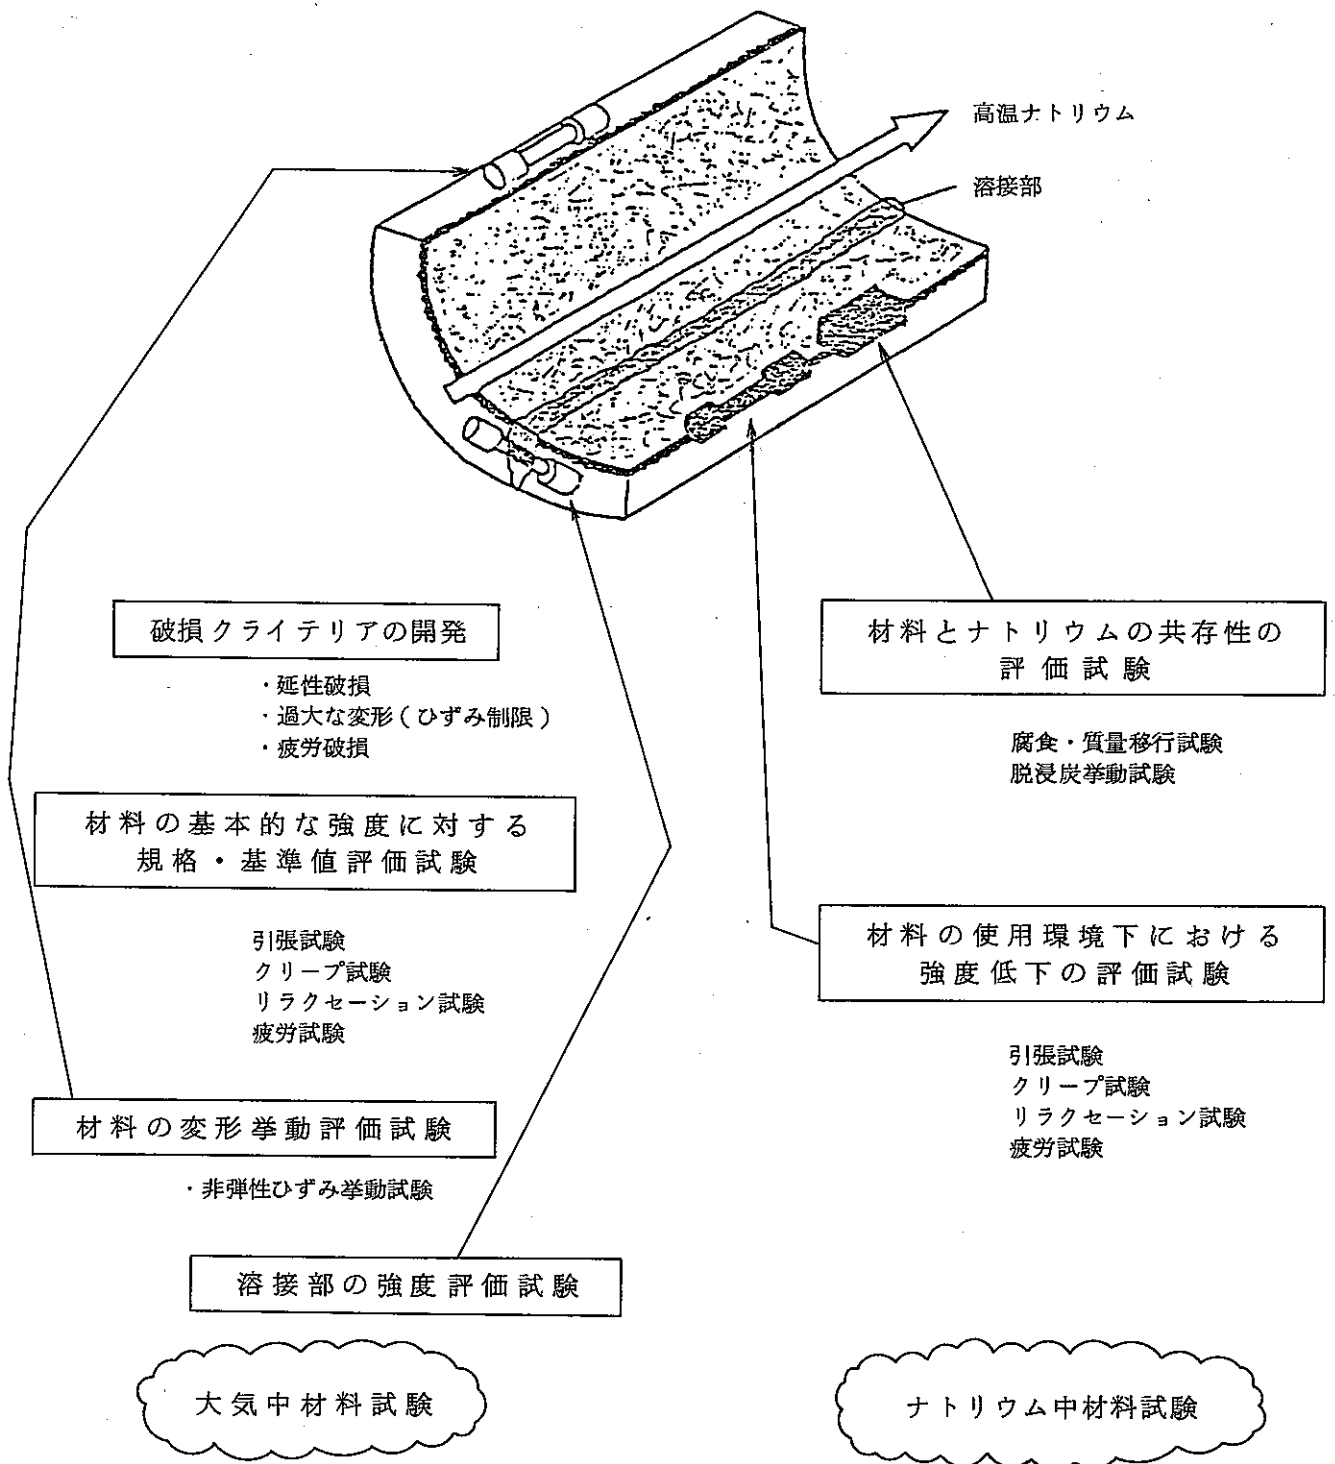 高温ナトリウム
溶接部
破損クライテリアの開発
・延性破損
・過大な変形（ひずみ制限）
・疲労破損
材料の基本的な強度に対する
規格・基準値評価試験
引張試験
クリープ試験
リラクセーション試験
疲労試験
材料の変形挙動評価試験
・非弾性ひずみ挙動試験
溶接部の強度評価試験
大気中材料試験
材料とナトリウムの共存性の
評価試験
腐食・質量移行試験
脱浸炭挙動試験
材料の使用環境下における
強度低下の評価試験
引張試験
クリープ試験
リラクセーション試験
疲労試験
ナトリウム中材料試験